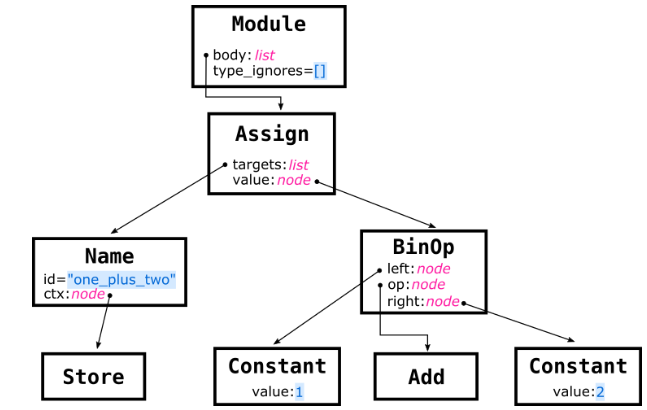 Module
body: list
type_ignores=[]
Assign
targets: list
value: node
Name
id="one_plus_two"
ctx: node
BinOp
left: node
op: node
right: node
Store
Constant
value: 1
Add
Constant
value: 2